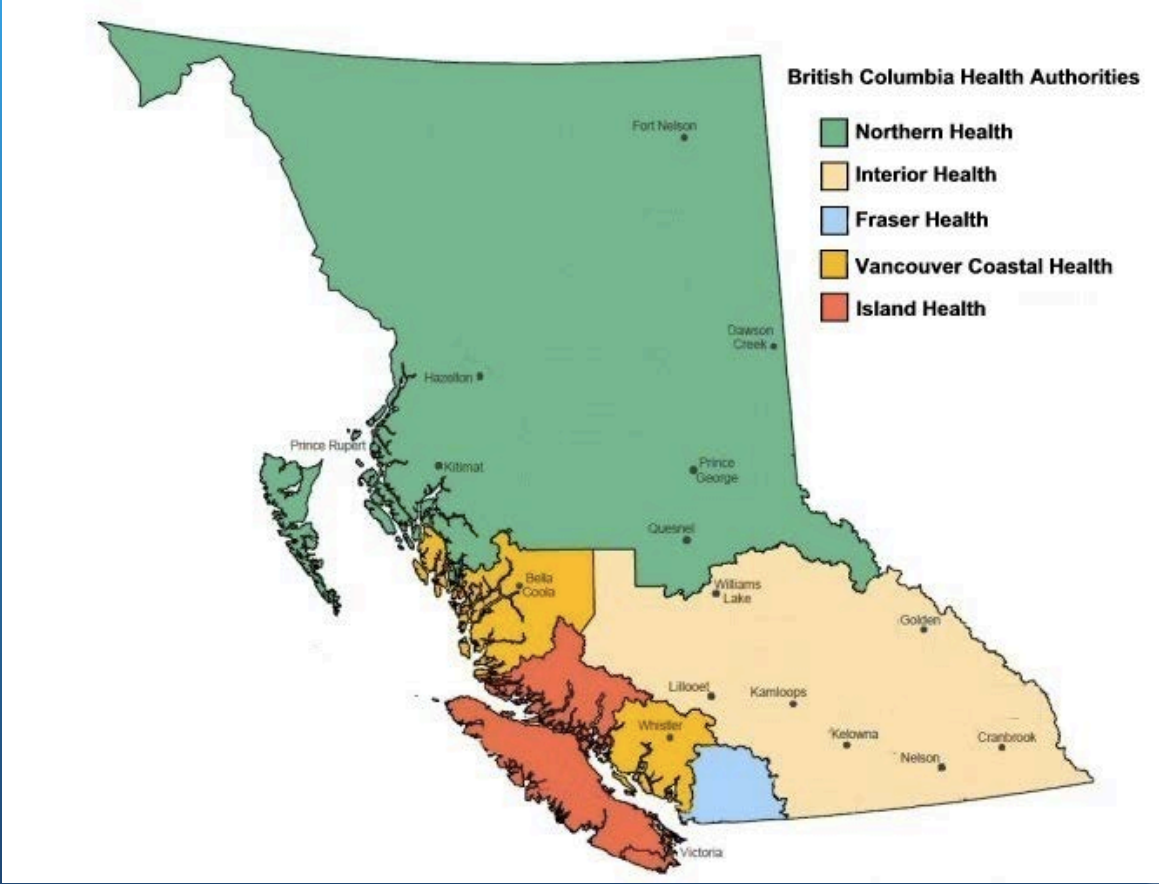 British Columbia Health Authorities
Northern Health
Interior Health
Fraser Health
Vancouver Coastal Health
Island Health
Fort Nelson
Dawson
Creek
Hazelton
Prince Rupert
Kitimat
Prince
George
Quesnel
Bella
Coola
Williams
Lake
Golden
Lillooet
Kamloops
Whistler
Kelowna
Cranbrook
Nelson
Victoria